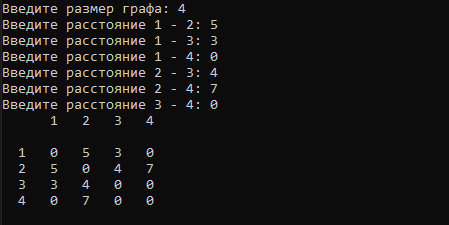 Введите размер графа: 4
Введите расстояние 1 - 2: 5
Введите расстояние 1 - 3: 3
Введите расстояние 1 - 4: 0
Введите расстояние 2 - 3: 4
Введите расстояние 2 - 4: 7
Введите расстояние 3 - 4: 0
1 2 3 4
1 0 5 3 0
2 5 0 4 7
3 3 4 0 0
4 0 7 0 0